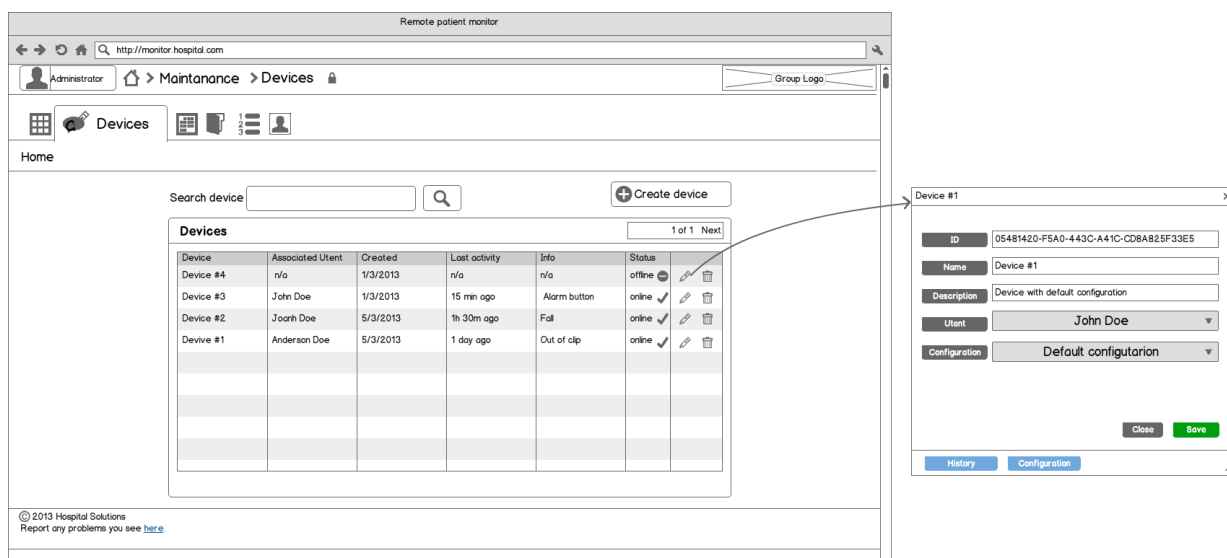 Remote patient monitor
http://monitor.hospital.com
Administrator > Maintanance > Devices
Group Logo
Devices
1
2
3
Home
Search device
Create device
Devices
1 of 1 Next
Device Associated Utent Created Last activity Info Status
Device #4 n/a 1/3/2013 n/a n/a offline
Device #3 John Doe 1/3/2013 15 min ago Alarm button online
Device #2 Joanh Doe 5/3/2013 1h 30m ago Fall online
Devive #1 Anderson Doe 5/3/2013 1 day ago Out of clip online
© 2013 Hospital Solutions
Report any problems you see here.
Device #1 x
ID 05481420-F5A0-443C-A41C-CD8A825F33E5
Name Device #1
Description Device with default configuration
Utent John Doe
Configuration Default configutarion
Close Save
History Configuration